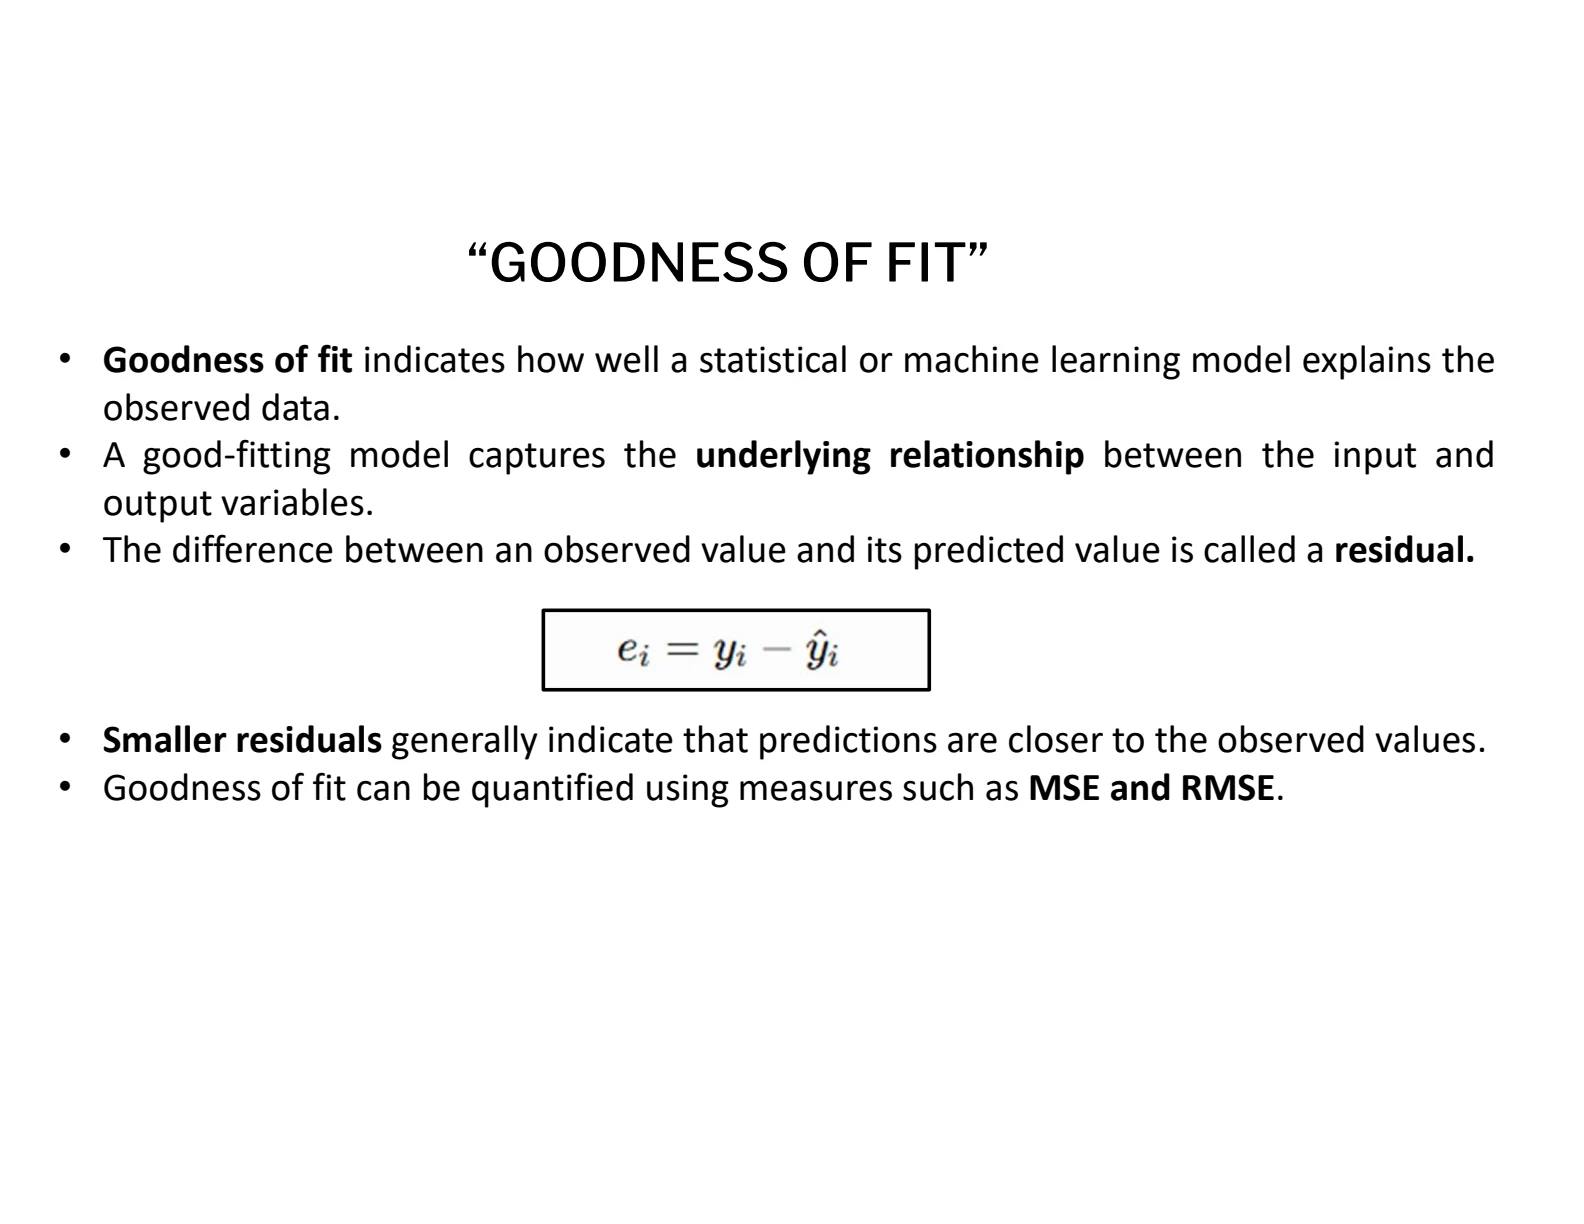 “GOODNESS OF FIT”
• Goodness of fit indicates how well a statistical or machine learning model explains the
observed data.
• A good-fitting model captures the underlying relationship between the input and
output variables.
• The difference between an observed value and its predicted value is called a residual.
eᵢ = yᵢ − ŷᵢ
• Smaller residuals generally indicate that predictions are closer to the observed values.
• Goodness of fit can be quantified using measures such as MSE and RMSE.